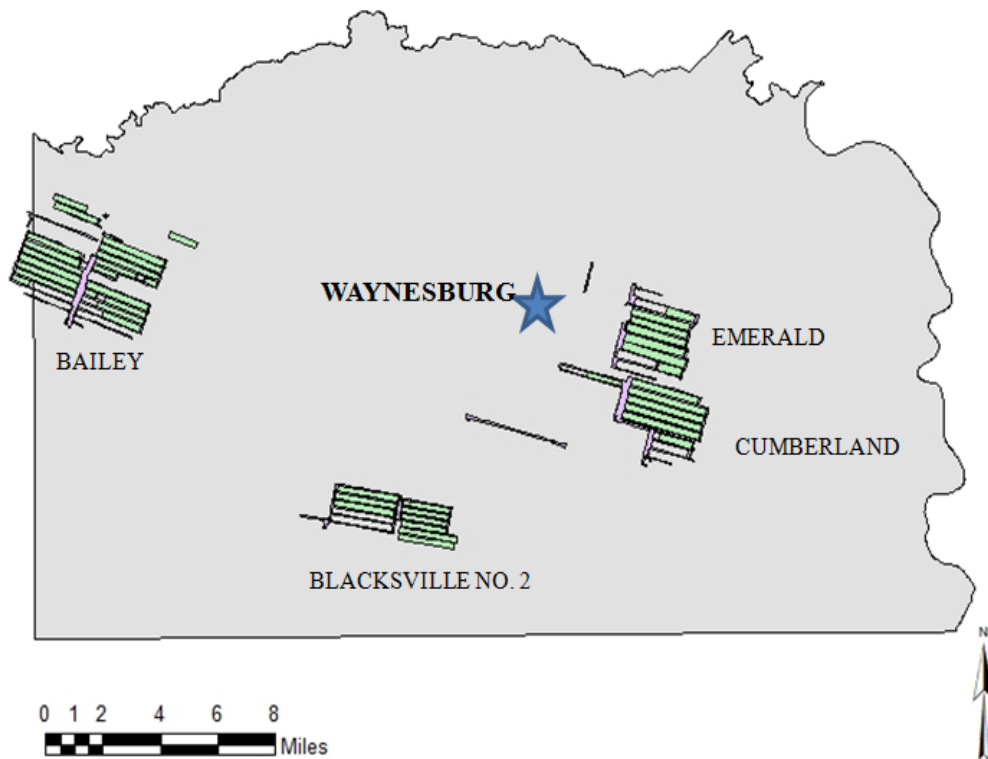 WAYNESBURG
EMERALD
BAILEY
CUMBERLAND
BLACKSVILLE NO. 2
N
0 1 2 4 6 8
Miles